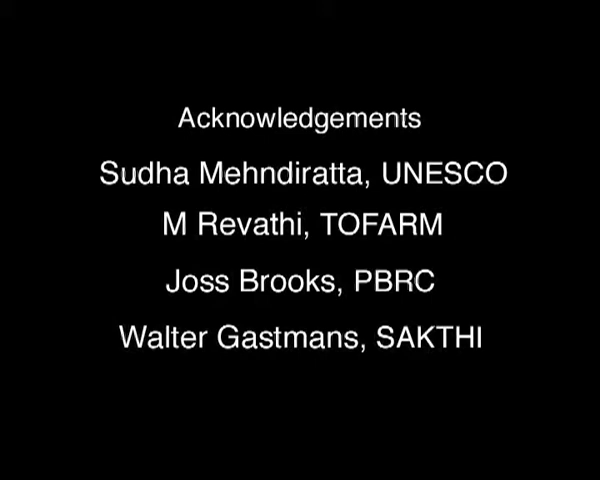 Acknowledgements
Sudha Mehndiratta, UNESCO
M Revathi, TOFARM
Joss Brooks, PBRC
Walter Gastmans, SAKTHI